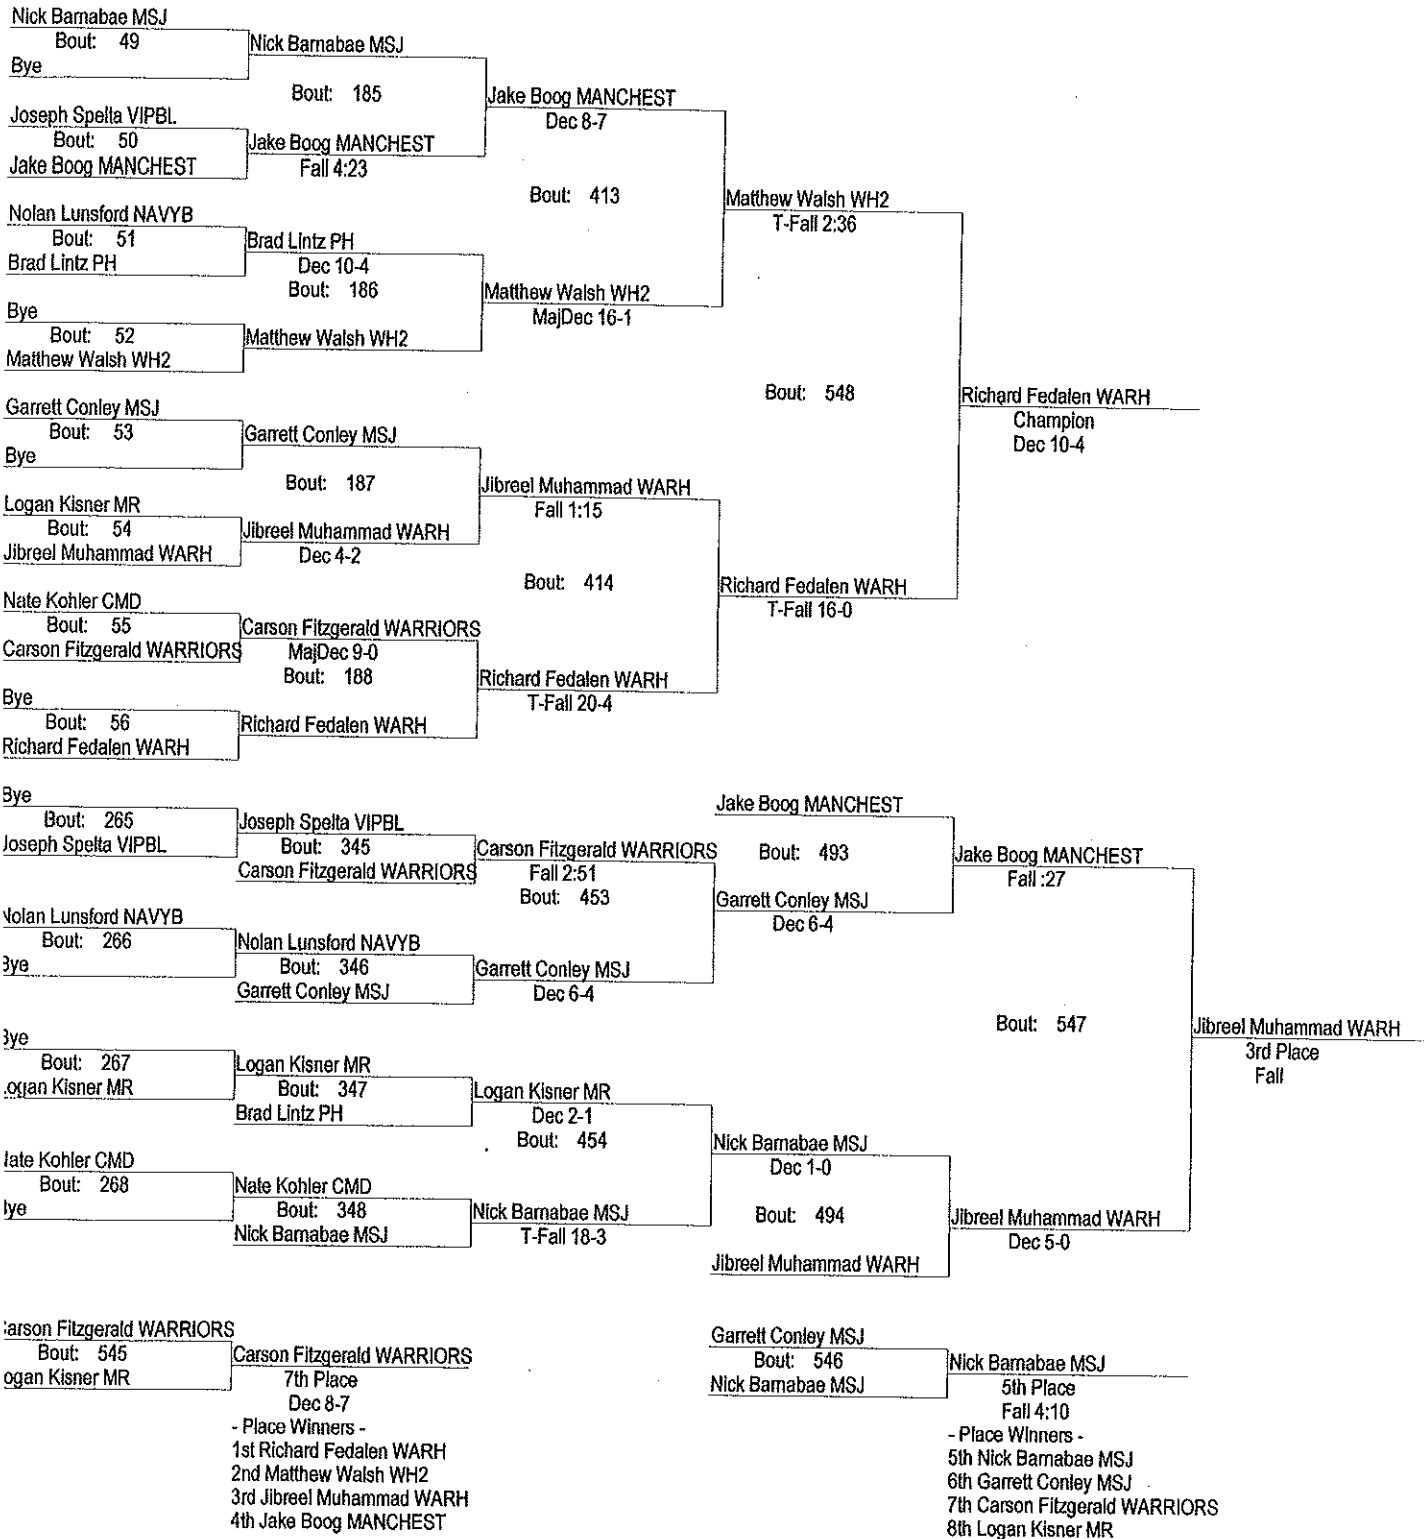 Nick Barnabae MSJ
Bout: 49
Bye
Nick Barnabae MSJ
Bout: 185
Joseph Spelta VIPBL
Bout: 50
Jake Boog MANCHEST
Jake Boog MANCHEST
Fall 4:23
Jake Boog MANCHEST
Dec 8-7
Bout: 413
Nolan Lunsford NAVYB
Bout: 51
Brad Lintz PH
Brad Lintz PH
Dec 10-4
Bout: 186
Bye
Bout: 52
Matthew Walsh WH2
Matthew Walsh WH2
Matthew Walsh WH2
MajDec 16-1
Matthew Walsh WH2
T-Fall 2:36
Bout: 548
Garrett Conley MSJ
Bout: 53
Bye
Garrett Conley MSJ
Bout: 187
Logan Kisner MR
Bout: 54
Jibreel Muhammad WARH
Jibreel Muhammad WARH
Dec 4-2
Jibreel Muhammad WARH
Fall 1:15
Bout: 414
Nate Kohler CMD
Bout: 55
Carson Fitzgerald WARRIORS
Carson Fitzgerald WARRIORS
MajDec 9-0
Bout: 188
Bye
Bout: 56
Richard Fedalen WARH
Richard Fedalen WARH
Richard Fedalen WARH
T-Fall 20-4
Richard Fedalen WARH
T-Fall 16-0
Richard Fedalen WARH
Champion
Dec 10-4
Bye
Bout: 265
Joseph Spelta VIPBL
Joseph Spelta VIPBL
Bout: 345
Carson Fitzgerald WARRIORS
Carson Fitzgerald WARRIORS
Fall 2:51
Bout: 453
Nolan Lunsford NAVYB
Bout: 266
Bye
Nolan Lunsford NAVYB
Bout: 346
Garrett Conley MSJ
Garrett Conley MSJ
Dec 6-4
Jake Boog MANCHEST
Bout: 493
Garrett Conley MSJ
Dec 6-4
Jake Boog MANCHEST
Fall :27
Bout: 547
Bye
Bout: 267
Logan Kisner MR
Logan Kisner MR
Bout: 347
Brad Lintz PH
Logan Kisner MR
Dec 2-1
Bout: 454
Nate Kohler CMD
Bout: 268
Bye
Nate Kohler CMD
Bout: 348
Nick Barnabae MSJ
Nick Barnabae MSJ
T-Fall 18-3
Nick Barnabae MSJ
Dec 1-0
Bout: 494
Jibreel Muhammad WARH
Jibreel Muhammad WARH
Dec 5-0
Jibreel Muhammad WARH
3rd Place
Fall
Carson Fitzgerald WARRIORS
Bout: 545
Logan Kisner MR
Carson Fitzgerald WARRIORS
7th Place
Dec 8-7
- Place Winners -
1st Richard Fedalen WARH
2nd Matthew Walsh WH2
3rd Jibreel Muhammad WARH
4th Jake Boog MANCHEST
Garrett Conley MSJ
Bout: 546
Nick Barnabae MSJ
Nick Barnabae MSJ
5th Place
Fall 4:10
- Place Winners -
5th Nick Barnabae MSJ
6th Garrett Conley MSJ
7th Carson Fitzgerald WARRIORS
8th Logan Kisner MR